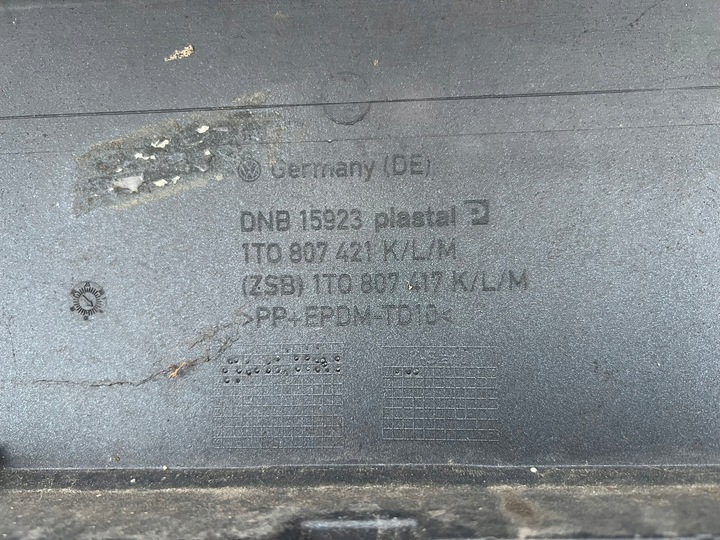 Germany (DE)
DNB 15923 plastal
1T0 807 421 K/L/M
(ZSB) 1T0 807 417 K/L/M
>PP+EPDM-TD10<